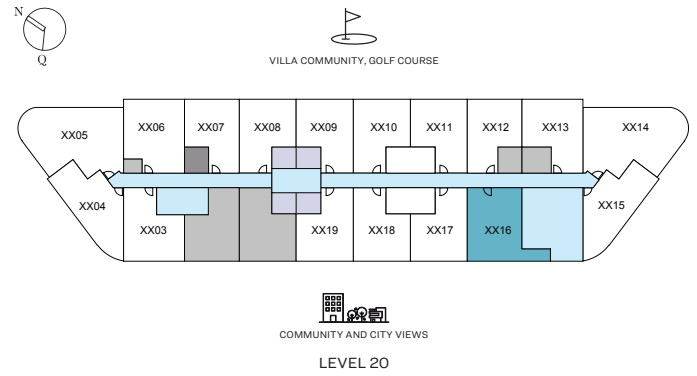 N
Q
VILLA COMMUNITY, GOLF COURSE
XX05
XX06
XX07
XX08
XX09
XX10
XX11
XX12
XX13
XX14
XX04
XX03
XX19
XX18
XX17
XX16
XX15
COMMUNITY AND CITY VIEWS
LEVEL 20